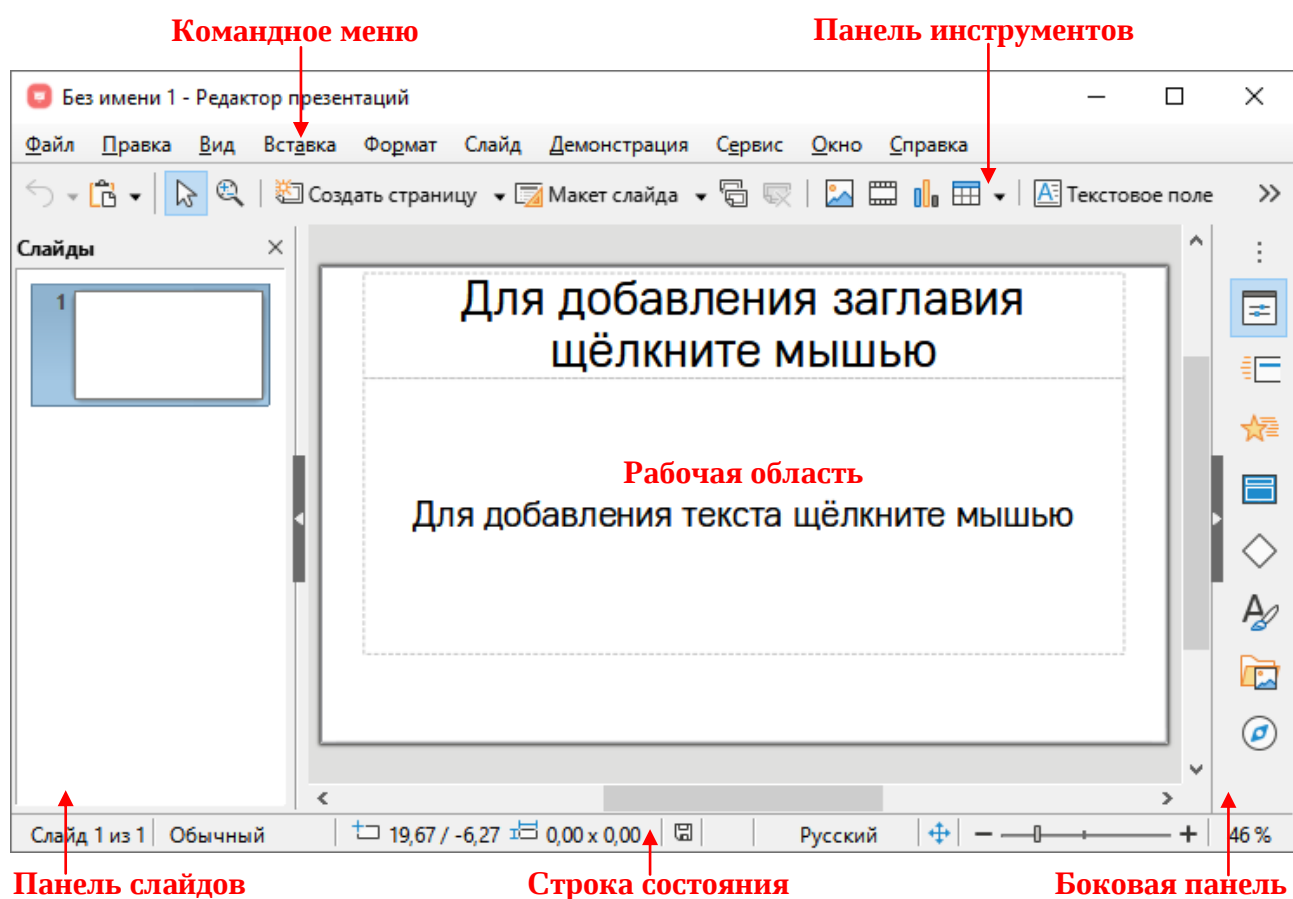 Командное меню
Панель инструментов
Без имени 1 - Редактор презентаций
Файл Правка Вид Вставка Формат Слайд Демонстрация Сервис Окно Справка
Создать страницу Макет слайда Текстовое поле
Слайды
1
Для добавления заглавия
щёлкните мышью
Рабочая область
Для добавления текста щёлкните мышью
Слайд 1 из 1 Обычный 19,67 / -6,27 0,00 x 0,00 Русский 46 %
Панель слайдов
Строка состояния
Боковая панель